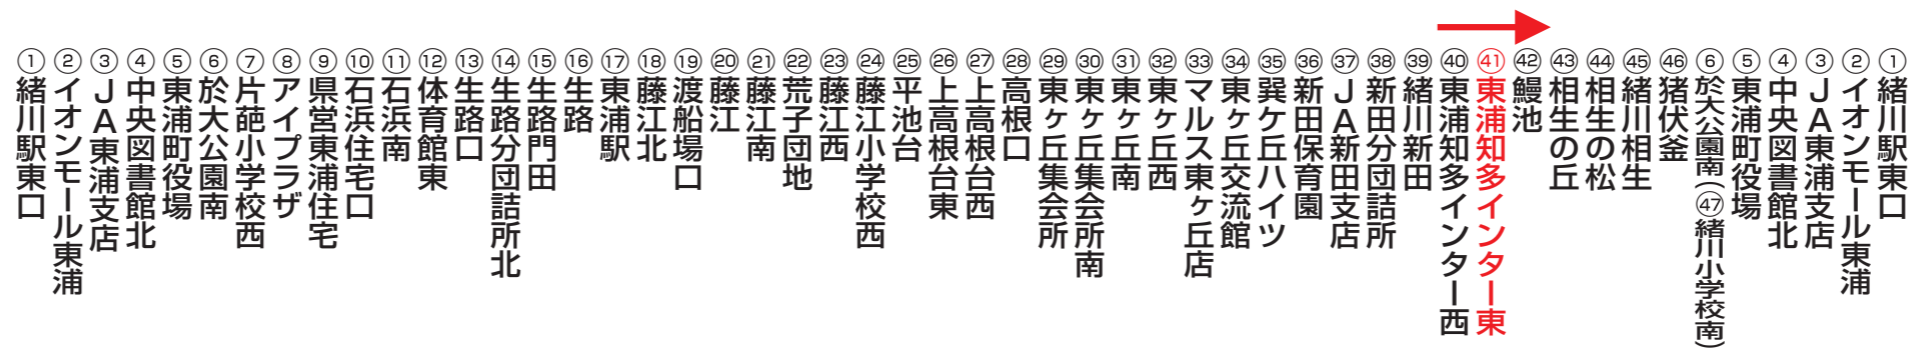 ①緒川駅東口
②イオンモール東浦
③ＪＡ東浦支店
④中央図書館北
⑤東浦町役場
⑥於大公園南
⑦片葩小学校西
⑧アイプラザ
⑨県営東浦住宅
⑩石浜住宅口
⑪石浜南
⑫体育館東
⑬生路口
⑭生路分団詰所北
⑮生路門田
⑯生路
⑰東浦駅
⑱藤江北
⑲渡船場口
⑳藤江
㉑藤江南
㉒荒子団地
㉓藤江西
㉔藤江小学校西
㉕平池台
㉖上高根台東
㉗上高根台西
㉘高根口
㉙東ヶ丘集会所
㉚東ヶ丘集会所南
㉛東ヶ丘南
㉜東ヶ丘西
㉝マルス東ヶ丘店
㉞東ヶ丘交流館
㉟巽ケ丘ハイツ
㊱新田保育園
㊲ＪＡ新田支店
㊳新田分団詰所
㊴緒川新田
㊵東浦知多インター西
㊶東浦知多インター東
㊷鰻池
㊸相生の丘
㊹相生の松
㊺緒川相生
㊻猪伏釜
⑥於大公園南(㊼緒川小学校南)
⑤東浦町役場
④中央図書館北
③ＪＡ東浦支店
②イオンモール東浦
①緒川駅東口